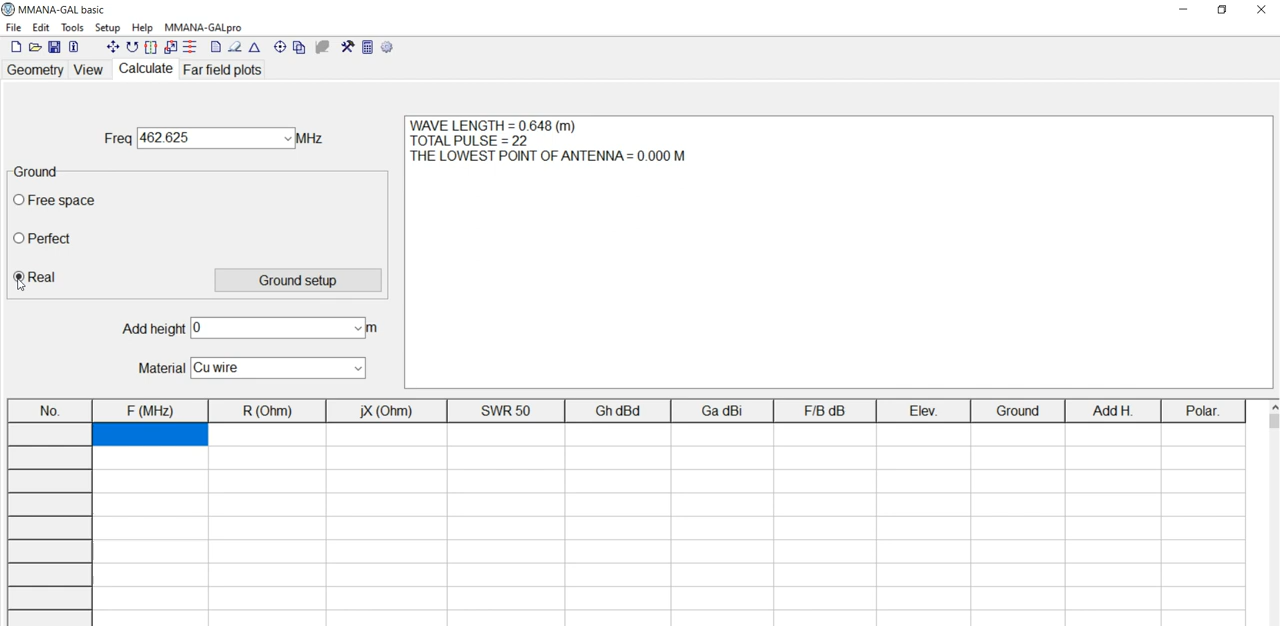 MMANA-GAL basic
File Edit Tools Setup Help MMANA-GALpro
Geometry View Calculate Far field plots
Freq 462.625 MHz
Ground
Free space
Perfect
Real
Ground setup
Add height 0 m
Material Cu wire
WAVE LENGTH = 0.648 (m)
TOTAL PULSE = 22
THE LOWEST POINT OF ANTENNA = 0.000 M
No. F (MHz) R (Ohm) jX (Ohm) SWR 50 Gh dBd Ga dBi F/B dB Elev. Ground Add H. Polar.